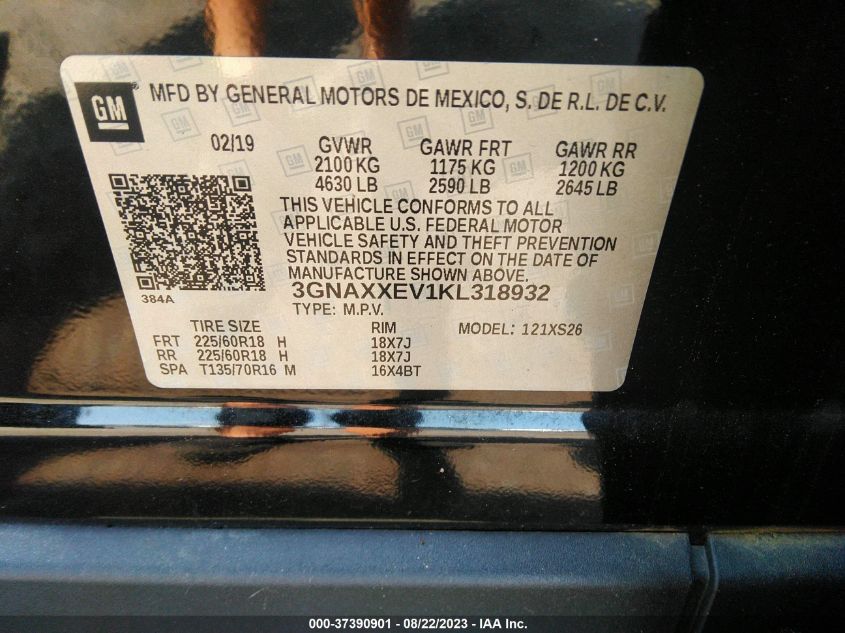 GM MFD BY GENERAL MOTORS DE MEXICO, S. DE R.L. DE C.V.
02/19 GVWR GAWR FRT GAWR RR
2100 KG 1175 KG 1200 KG
4630 LB 2590 LB 2645 LB
THIS VEHICLE CONFORMS TO ALL
APPLICABLE U.S. FEDERAL MOTOR
VEHICLE SAFETY AND THEFT PREVENTION
STANDARDS IN EFFECT ON THE DATE OF
MANUFACTURE SHOWN ABOVE.
384A 3GNAXXEV1KL318932
TYPE: M.P.V.
TIRE SIZE RIM MODEL: 121XS26
FRT 225/60R18 H 18X7J
RR 225/60R18 H 18X7J
SPA T135/70R16 M 16X4BT
000-37390901 - 08/22/2023 - © IAA Inc.